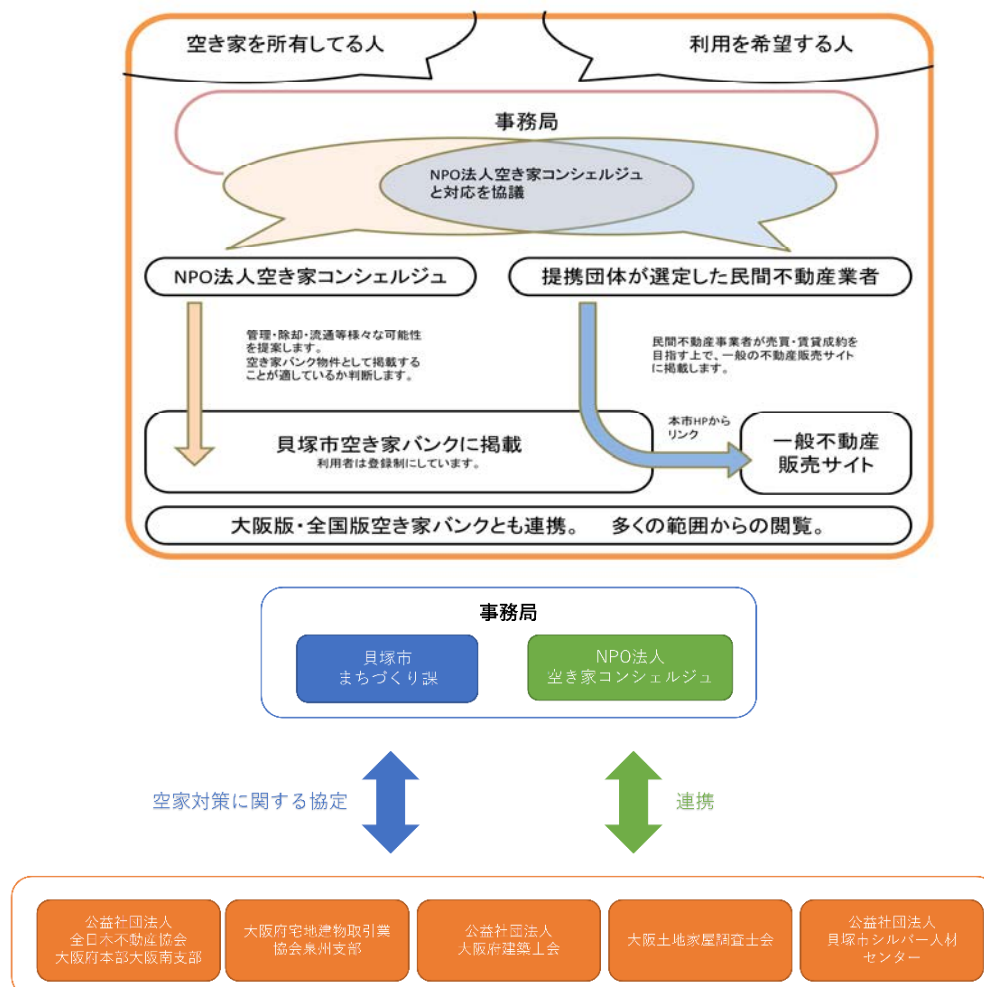 空き家を所有してる人
利用を希望する人
事務局
NPO法人空き家コンシェルジュ
と対応を協議
NPO法人空き家コンシェルジュ
提携団体が選定した民間不動産業者
管理・除却・流通等様々な可能性
を提案します。
空き家バンク物件として掲載する
ことが適しているか判断します。
民間不動産事業者が売買・賃貸成約を
目指す上で、一般の不動産販売サイト
に掲載します。
本市HPから
リンク
貝塚市空き家バンクに掲載
利用者は登録制にしています。
一般不動産
販売サイト
大阪版・全国版空き家バンクとも連携。　多くの範囲からの閲覧。
事務局
貝塚市
まちづくり課
NPO法人
空き家コンシェルジュ
空家対策に関する協定
連携
公益社団法人
全日本不動産協会
大阪府本部大阪南支部
大阪府宅地建物取引業
協会泉州支部
公益社団法人
大阪府建築士会
大阪土地家屋調査士会
公益社団法人
貝塚市シルバー人材
センター